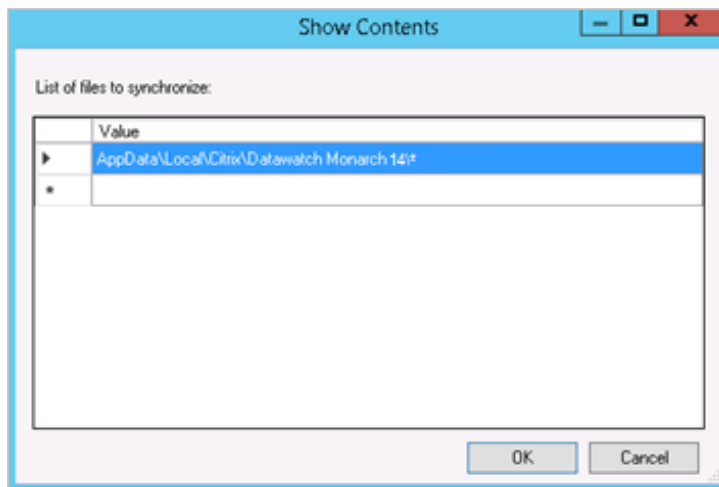 Show Contents
List of files to synchronize:
Value
AppData\Local\Citrix\Datawatch Monarch 14\*
OK
Cancel